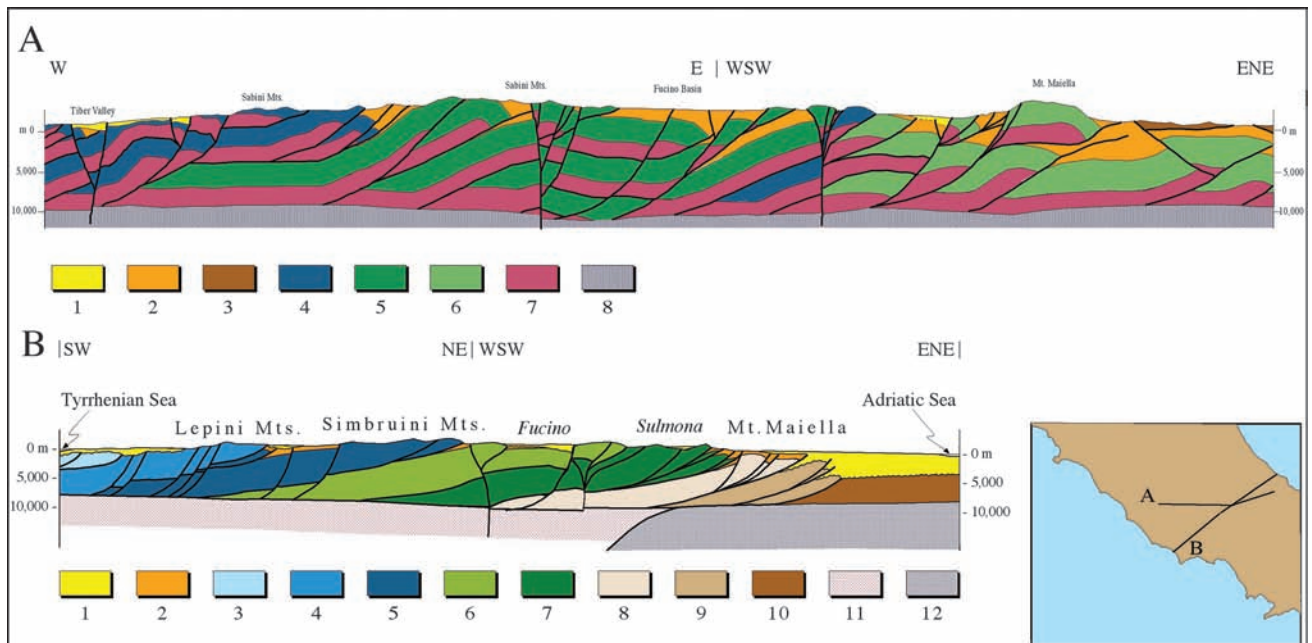 A
W E | WSW ENE
Tiber Valley Sabini Mts. Sabini Mts. Fucino Basin Mt. Maiella
m 0 0
5,000 5,000
10,000 10,000
1 2 3 4 5 6 7 8
B
SW NE WSW ENE
Tyrrhenian Sea Adriatic Sea
Lepini Mts. Simbruini Mts. Fucino Sulmona Mt. Maiella
0 m 0 m
5,000 5,000
10,000 10,000
1 2 3 4 5 6 7 8 9 10 11 12
A
B